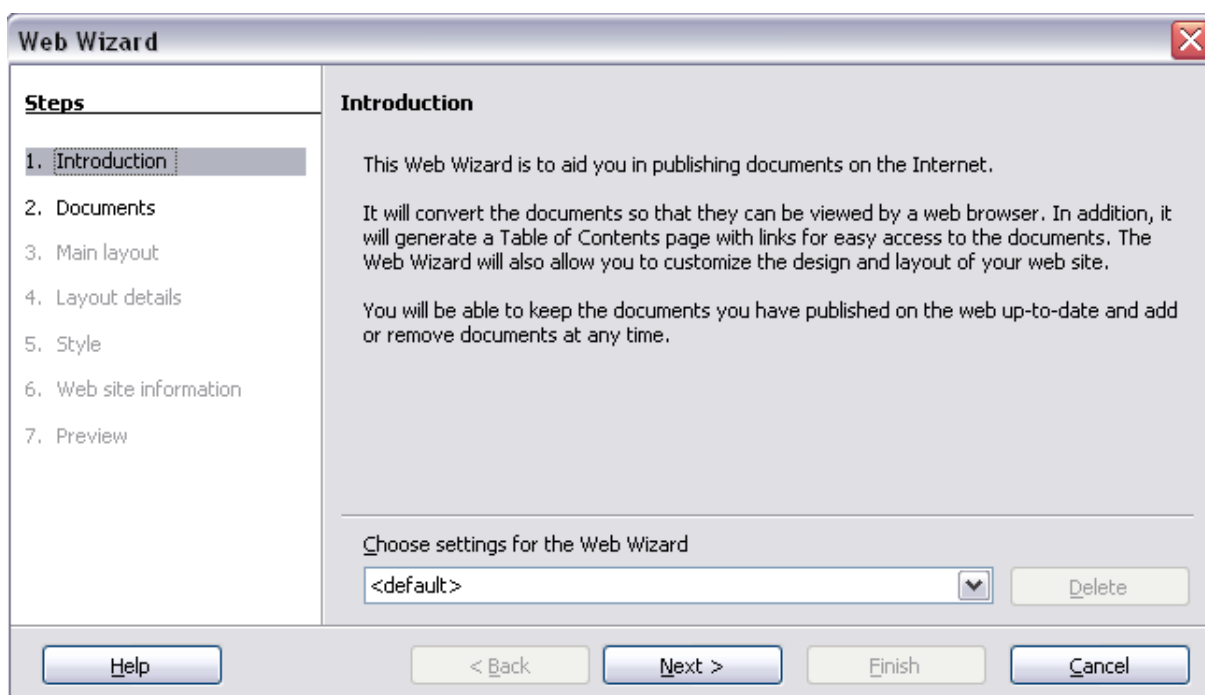 Web Wizard
Steps
1. Introduction
2. Documents
3. Main layout
4. Layout details
5. Style
6. Web site information
7. Preview
Introduction
This Web Wizard is to aid you in publishing documents on the Internet.
It will convert the documents so that they can be viewed by a web browser. In addition, it
will generate a Table of Contents page with links for easy access to the documents. The
Web Wizard will also allow you to customize the design and layout of your web site.
You will be able to keep the documents you have published on the web up-to-date and add
or remove documents at any time.
Choose settings for the Web Wizard
<default>
Delete
Help
< Back
Next >
Finish
Cancel